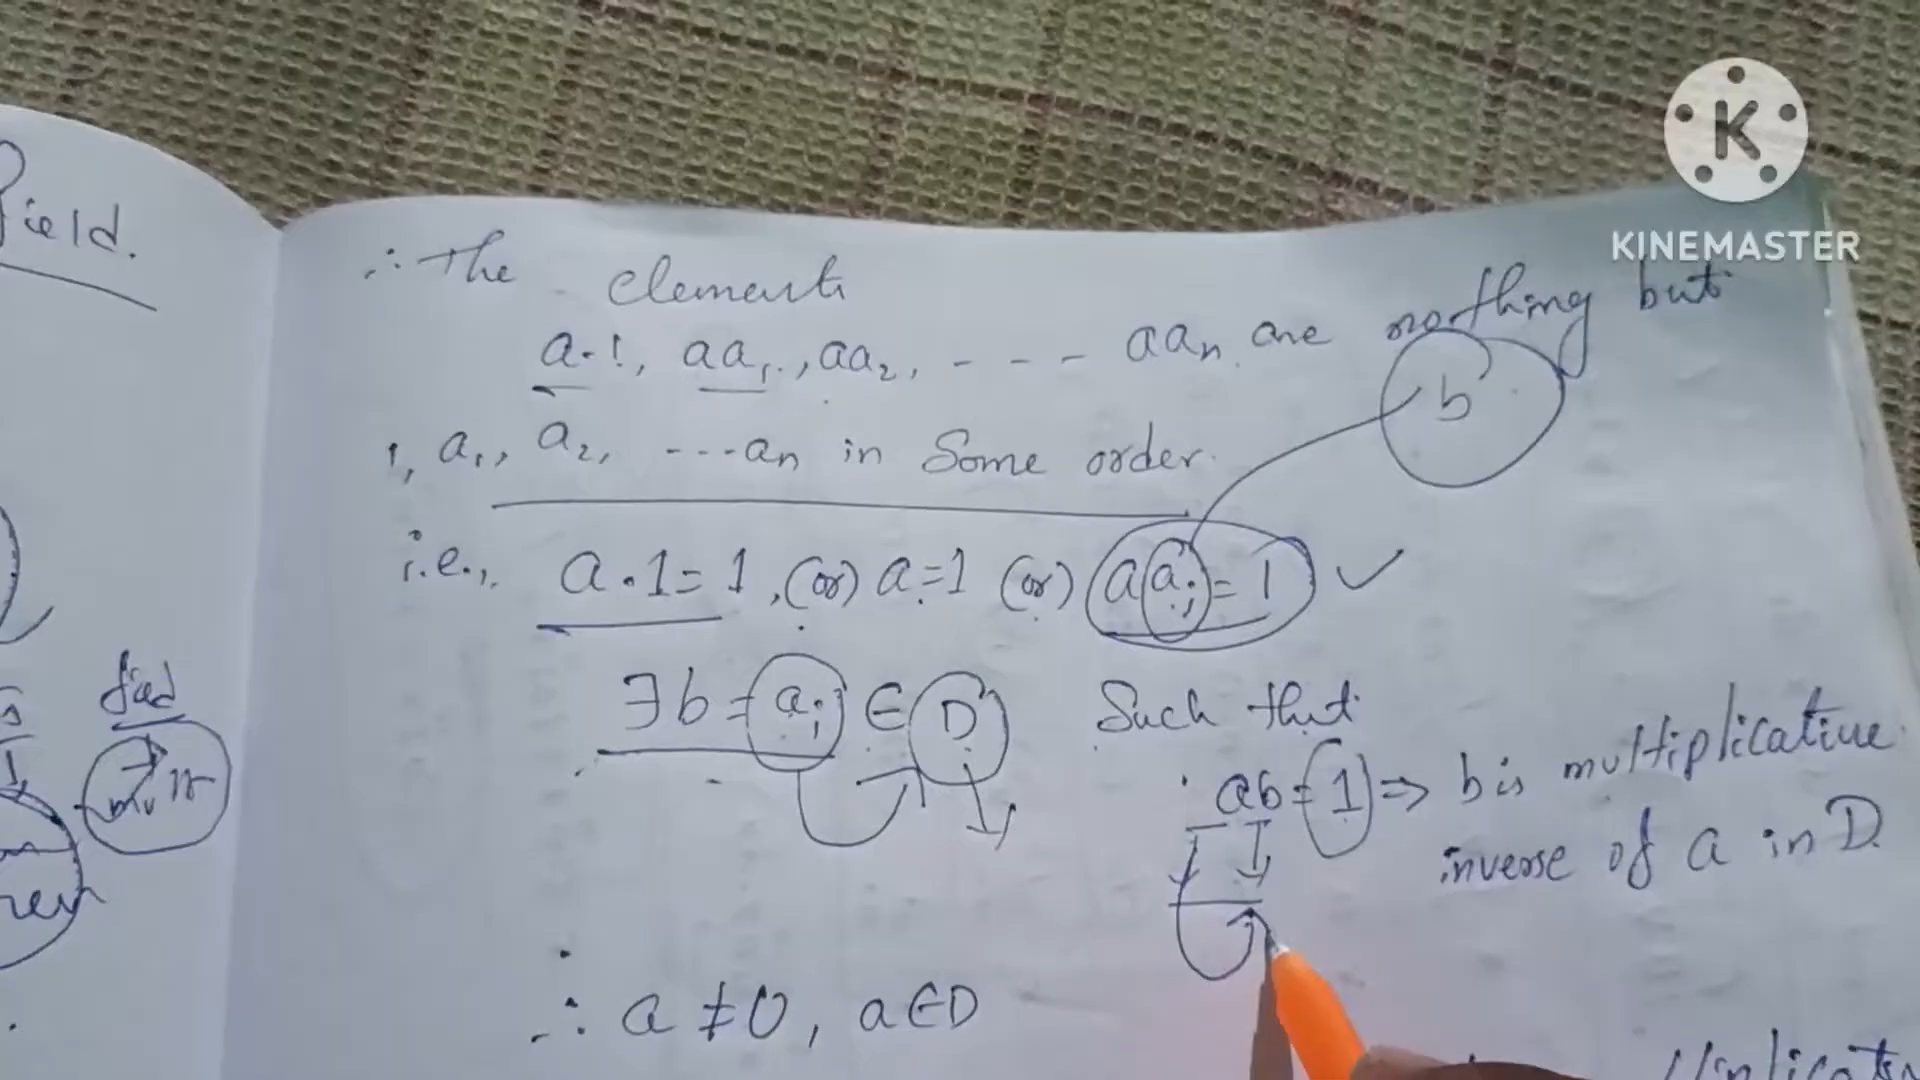 KINEMASTER
field.
∴ The elements
a·1, aa₁, aa₂, --- aaₙ are nothing but
1, a₁, a₂, ---aₙ in Some order.
b
i.e., a·1=1, (or) a=1 (or) aaᵢ=1 ✓
∃ b = aᵢ ∈ D Such that
ab=1 ⇒ b is multiplicative
inverse of a in D.
∴ a ≠ 0, a∈D